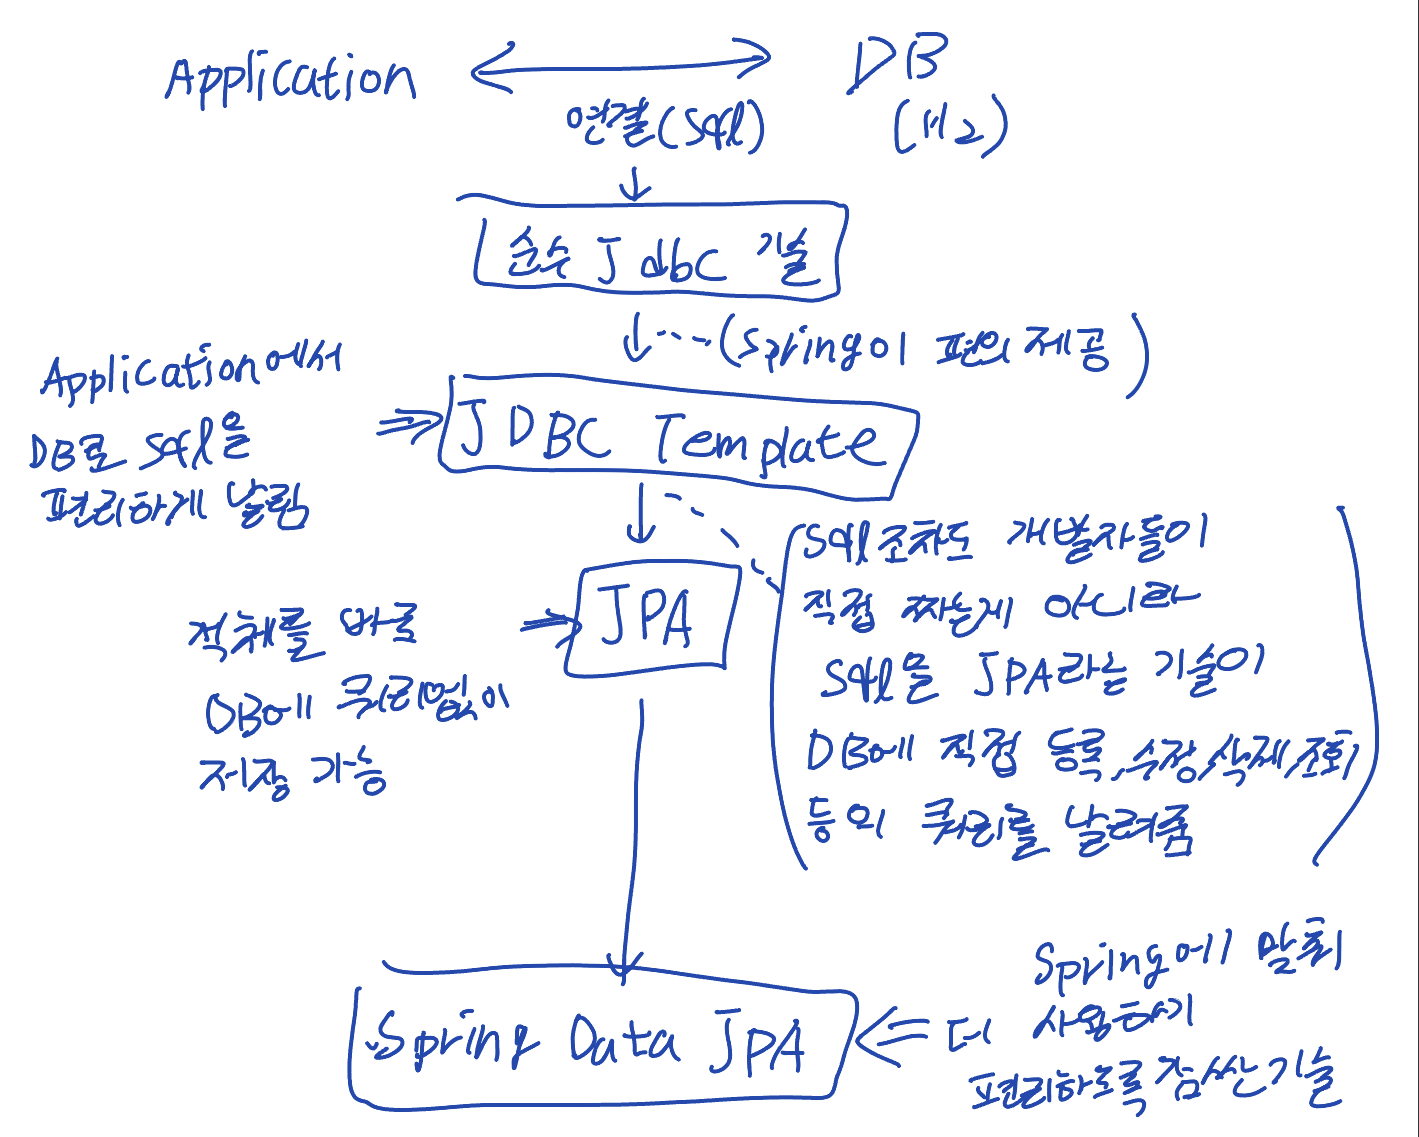 Application
DB
연결(Sql)
(H2)
순수 Jdbc 기술
(Spring이 편의 제공)
Application에서
DB로 Sql을
편리하게 날림
JDBC Template
Sql조차도 개발자들이
직접 짜는게 아니라
Sql을 JPA라는 기술이
DB에 직접 등록,수정,삭제,조회
등의 쿼리를 날려줌
객체를 바로
DB에 쿼리없이
저장 가능
JPA
Spring에 맞춰
더 사용하기
편리하도록 감싼 기술
Spring Data JPA